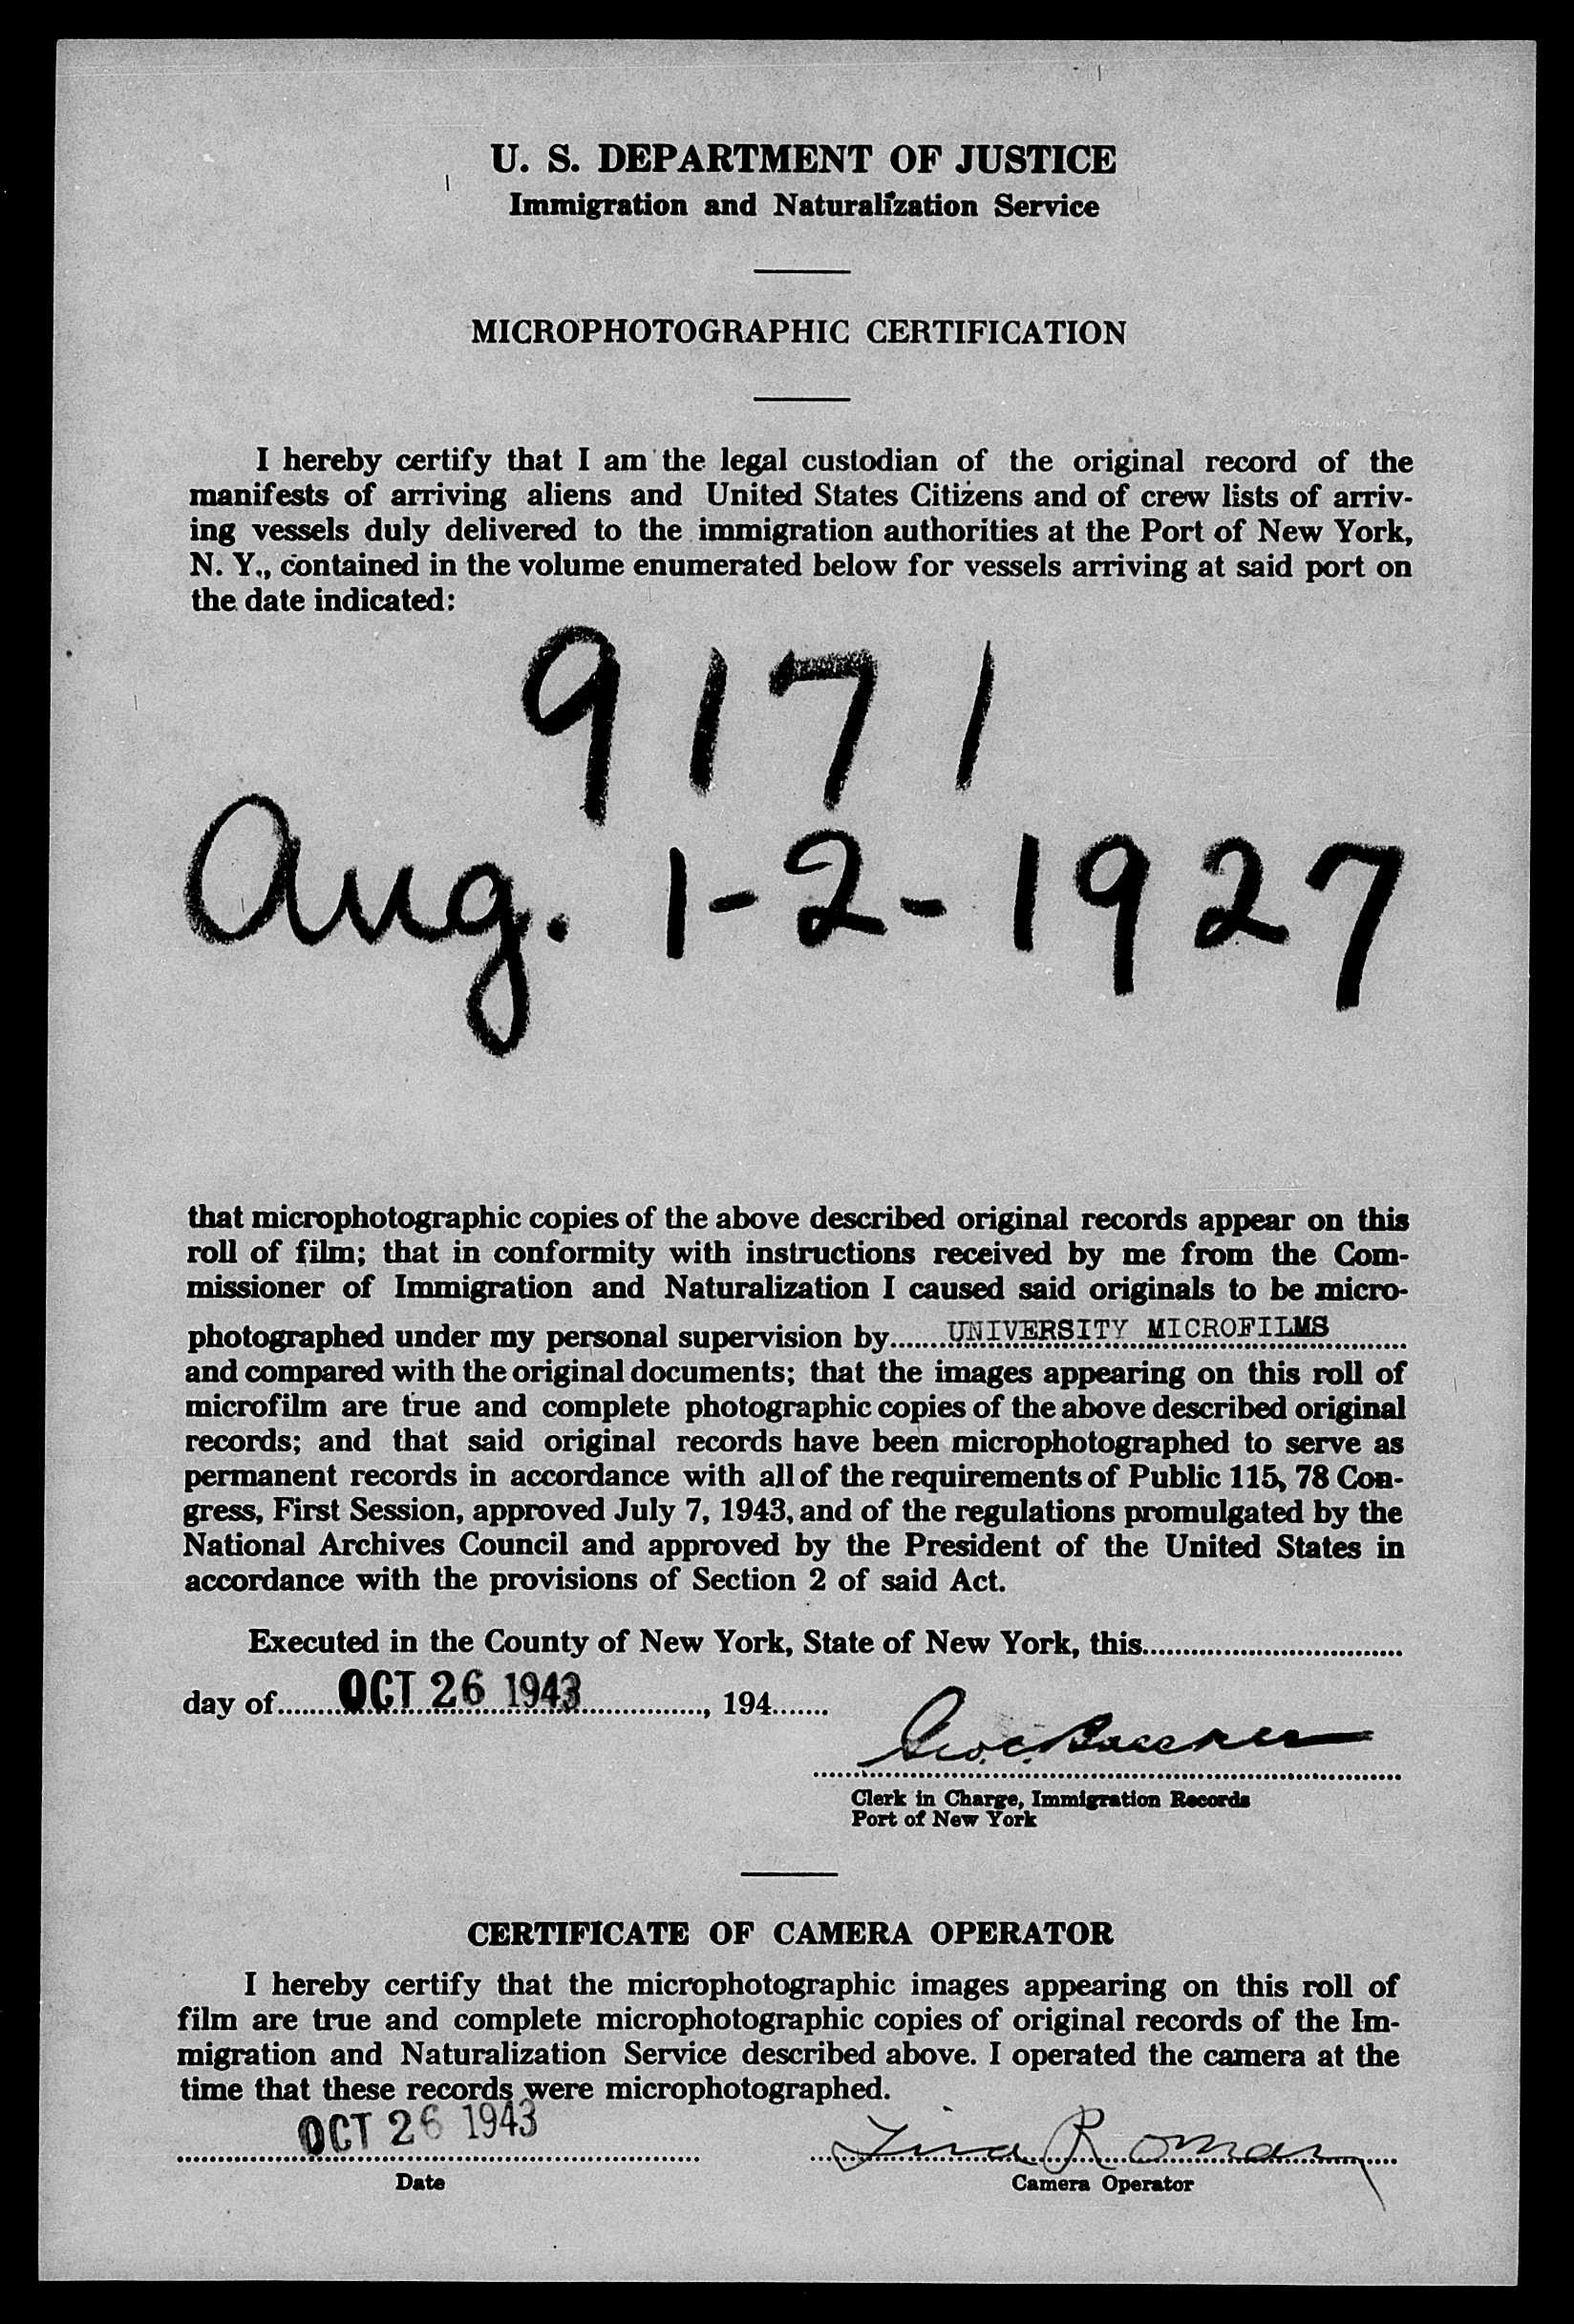 U. S. DEPARTMENT OF JUSTICE
Immigration and Naturalization Service
MICROPHOTOGRAPHIC CERTIFICATION
I hereby certify that I am the legal custodian of the original record of the
manifests of arriving aliens and United States Citizens and of crew lists of arriv-
ing vessels duly delivered to the immigration authorities at the Port of New York,
N. Y., contained in the volume enumerated below for vessels arriving at said port on
the date indicated:
9171
Aug. 1-2-1927
that microphotographic copies of the above described original records appear on this
roll of film; that in conformity with instructions received by me from the Com-
missioner of Immigration and Naturalization I caused said originals to be micro-
photographed under my personal supervision by......UNIVERSITY MICROFILMS
and compared with the original documents; that the images appearing on this roll of
microfilm are true and complete photographic copies of the above described original
records; and that said original records have been microphotographed to serve as
permanent records in accordance with all of the requirements of Public 115, 78 Con-
gress, First Session, approved July 7, 1943, and of the regulations promulgated by the
National Archives Council and approved by the President of the United States in
accordance with the provisions of Section 2 of said Act.
Executed in the County of New York, State of New York, this
day of OCT 26 1943, 194
Geo. C.
Clerk in Charge, Immigration Records
Port of New York
CERTIFICATE OF CAMERA OPERATOR
I hereby certify that the microphotographic images appearing on this roll of
film are true and complete microphotographic copies of original records of the Im-
migration and Naturalization Service described above. I operated the camera at the
time that these records were microphotographed.
OCT 26 1943
Date
Camera Operator